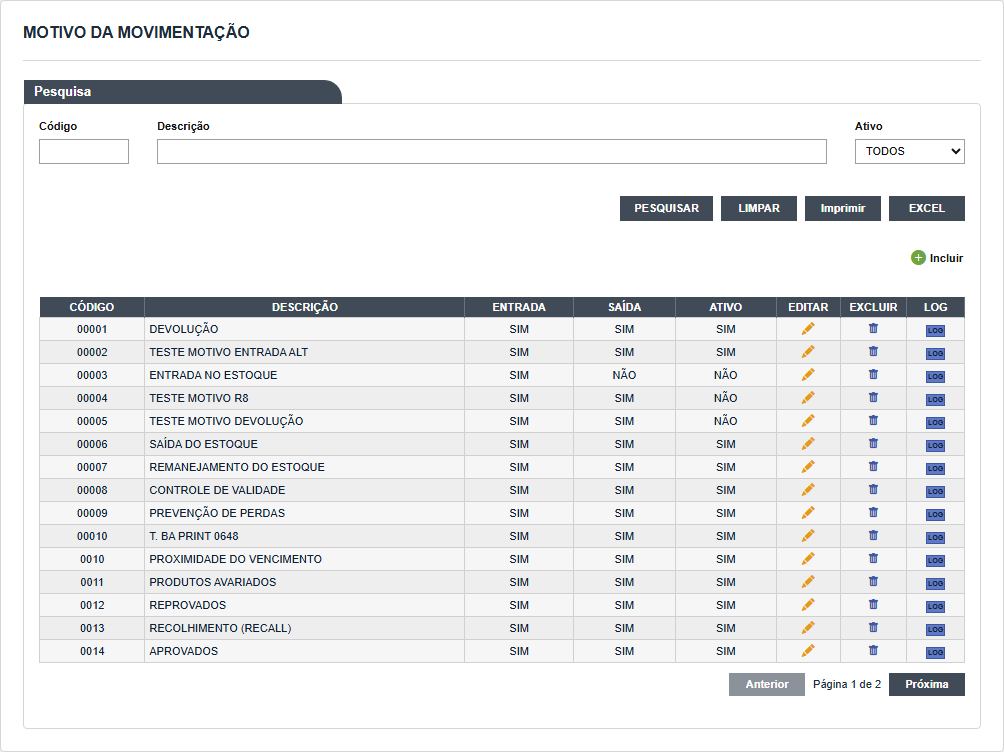 MOTIVO DA MOVIMENTAÇÃO
Pesquisa
Código Descrição Ativo
TODOS
PESQUISAR LIMPAR Imprimir EXCEL
Incluir
CÓDIGO DESCRIÇÃO ENTRADA SAÍDA ATIVO EDITAR EXCLUIR LOG
00001 DEVOLUÇÃO SIM SIM SIM LOG
00002 TESTE MOTIVO ENTRADA ALT SIM SIM SIM LOG
00003 ENTRADA NO ESTOQUE SIM NÃO NÃO LOG
00004 TESTE MOTIVO R8 SIM SIM NÃO LOG
00005 TESTE MOTIVO DEVOLUÇÃO SIM SIM NÃO LOG
00006 SAÍDA DO ESTOQUE SIM SIM SIM LOG
00007 REMANEJAMENTO DO ESTOQUE SIM SIM SIM LOG
00008 CONTROLE DE VALIDADE SIM SIM SIM LOG
00009 PREVENÇÃO DE PERDAS SIM SIM SIM LOG
00010 T. BA PRINT 0648 SIM SIM SIM LOG
0010 PROXIMIDADE DO VENCIMENTO SIM SIM SIM LOG
0011 PRODUTOS AVARIADOS SIM SIM SIM LOG
0012 REPROVADOS SIM SIM SIM LOG
0013 RECOLHIMENTO (RECALL) SIM SIM SIM LOG
0014 APROVADOS SIM SIM SIM LOG
Anterior Página 1 de 2 Próxima